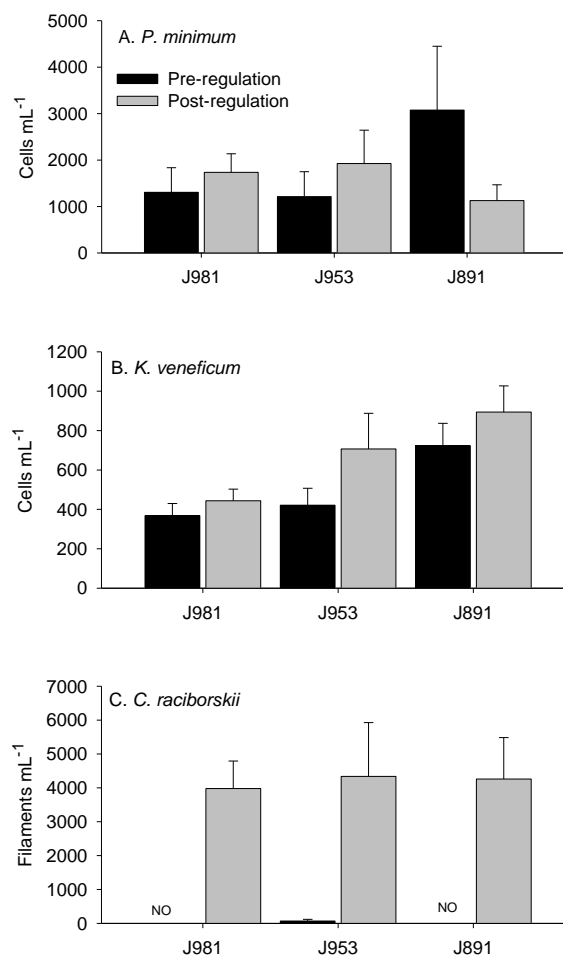 A. P. minimum
Pre-regulation
Post-regulation
Cells mL-1
5000
4000
3000
2000
1000
0
J981 J953 J891
B. K. veneficum
Cells mL-1
1200
1000
800
600
400
200
0
J981 J953 J891
C. C. raciborskii
Filaments mL-1
7000
6000
5000
4000
3000
2000
1000
0
NO NO
J981 J953 J891